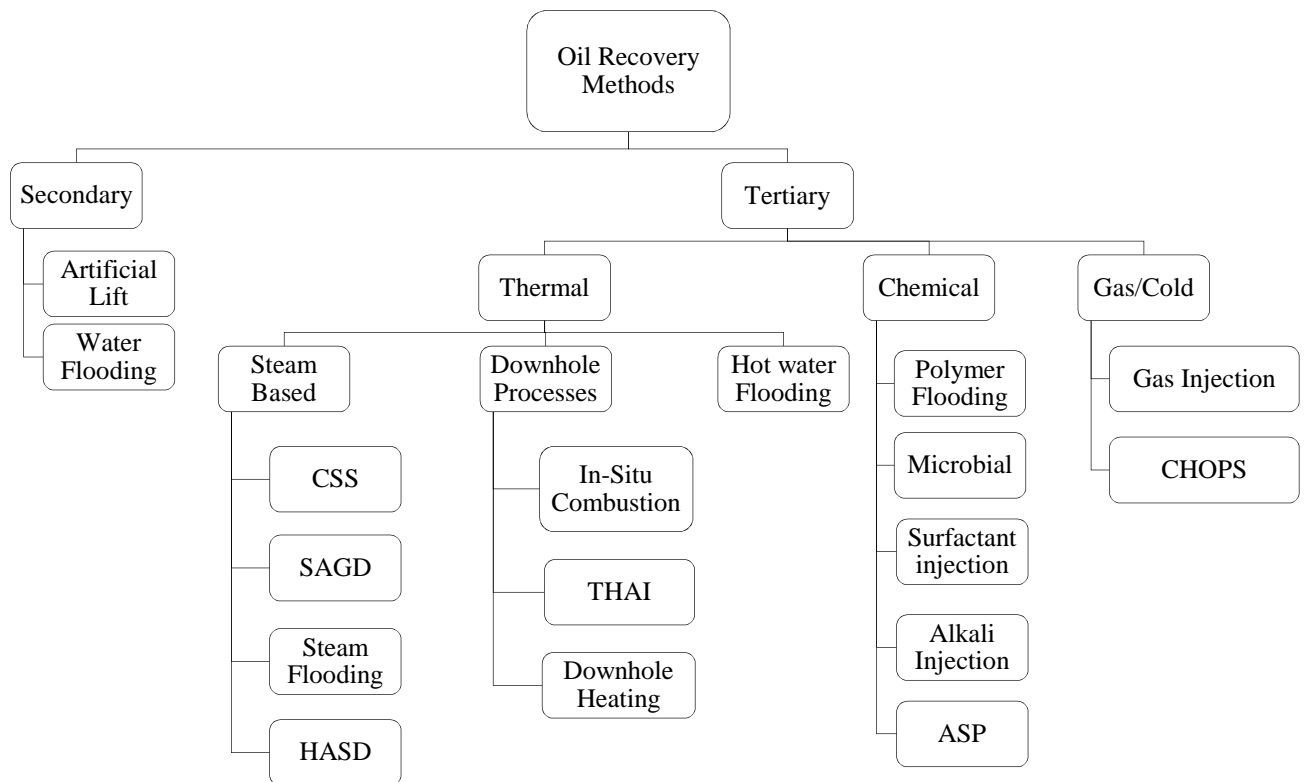 Oil Recovery
Methods
Secondary
Tertiary
Artificial
Lift
Water
Flooding
Thermal
Chemical
Gas/Cold
Steam
Based
Downhole
Processes
Hot water
Flooding
CSS
SAGD
Steam
Flooding
HASD
In-Situ
Combustion
THAI
Downhole
Heating
Polymer
Flooding
Microbial
Surfactant
injection
Alkali
Injection
ASP
Gas Injection
CHOPS